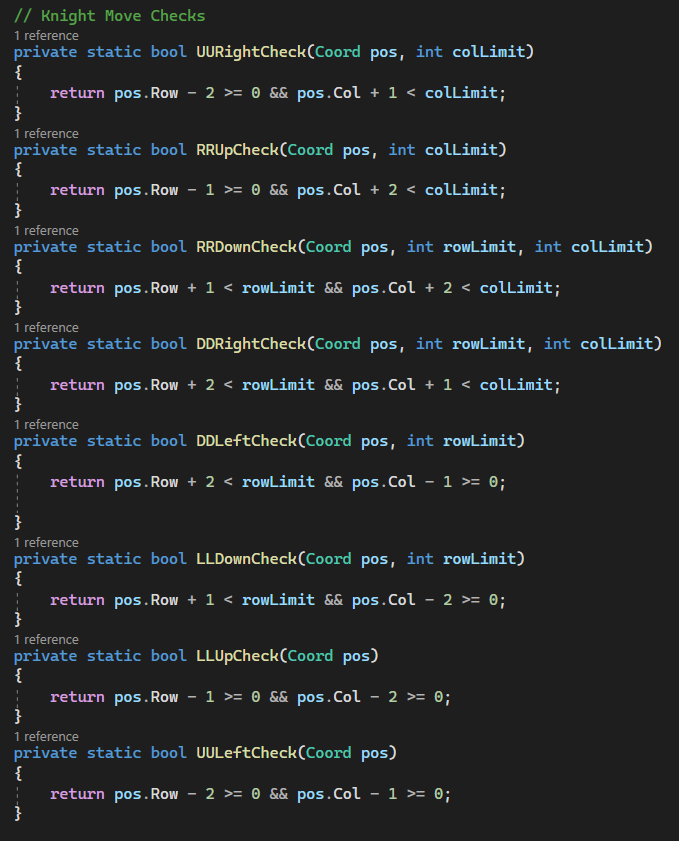 // Knight Move Checks
1 reference
private static bool UURightCheck(Coord pos, int colLimit)
{
    return pos.Row - 2 >= 0 && pos.Col + 1 < colLimit;
}
1 reference
private static bool RRUpCheck(Coord pos, int colLimit)
{
    return pos.Row - 1 >= 0 && pos.Col + 2 < colLimit;
}
1 reference
private static bool RRDownCheck(Coord pos, int rowLimit, int colLimit)
{
    return pos.Row + 1 < rowLimit && pos.Col + 2 < colLimit;
}
1 reference
private static bool DDRightCheck(Coord pos, int rowLimit, int colLimit)
{
    return pos.Row + 2 < rowLimit && pos.Col + 1 < colLimit;
}
1 reference
private static bool DDLeftCheck(Coord pos, int rowLimit)
{
    return pos.Row + 2 < rowLimit && pos.Col - 1 >= 0;

}
1 reference
private static bool LLDownCheck(Coord pos, int rowLimit)
{
    return pos.Row + 1 < rowLimit && pos.Col - 2 >= 0;
}
1 reference
private static bool LLUpCheck(Coord pos)
{
    return pos.Row - 1 >= 0 && pos.Col - 2 >= 0;
}
1 reference
private static bool UULeftCheck(Coord pos)
{
    return pos.Row - 2 >= 0 && pos.Col - 1 >= 0;
}